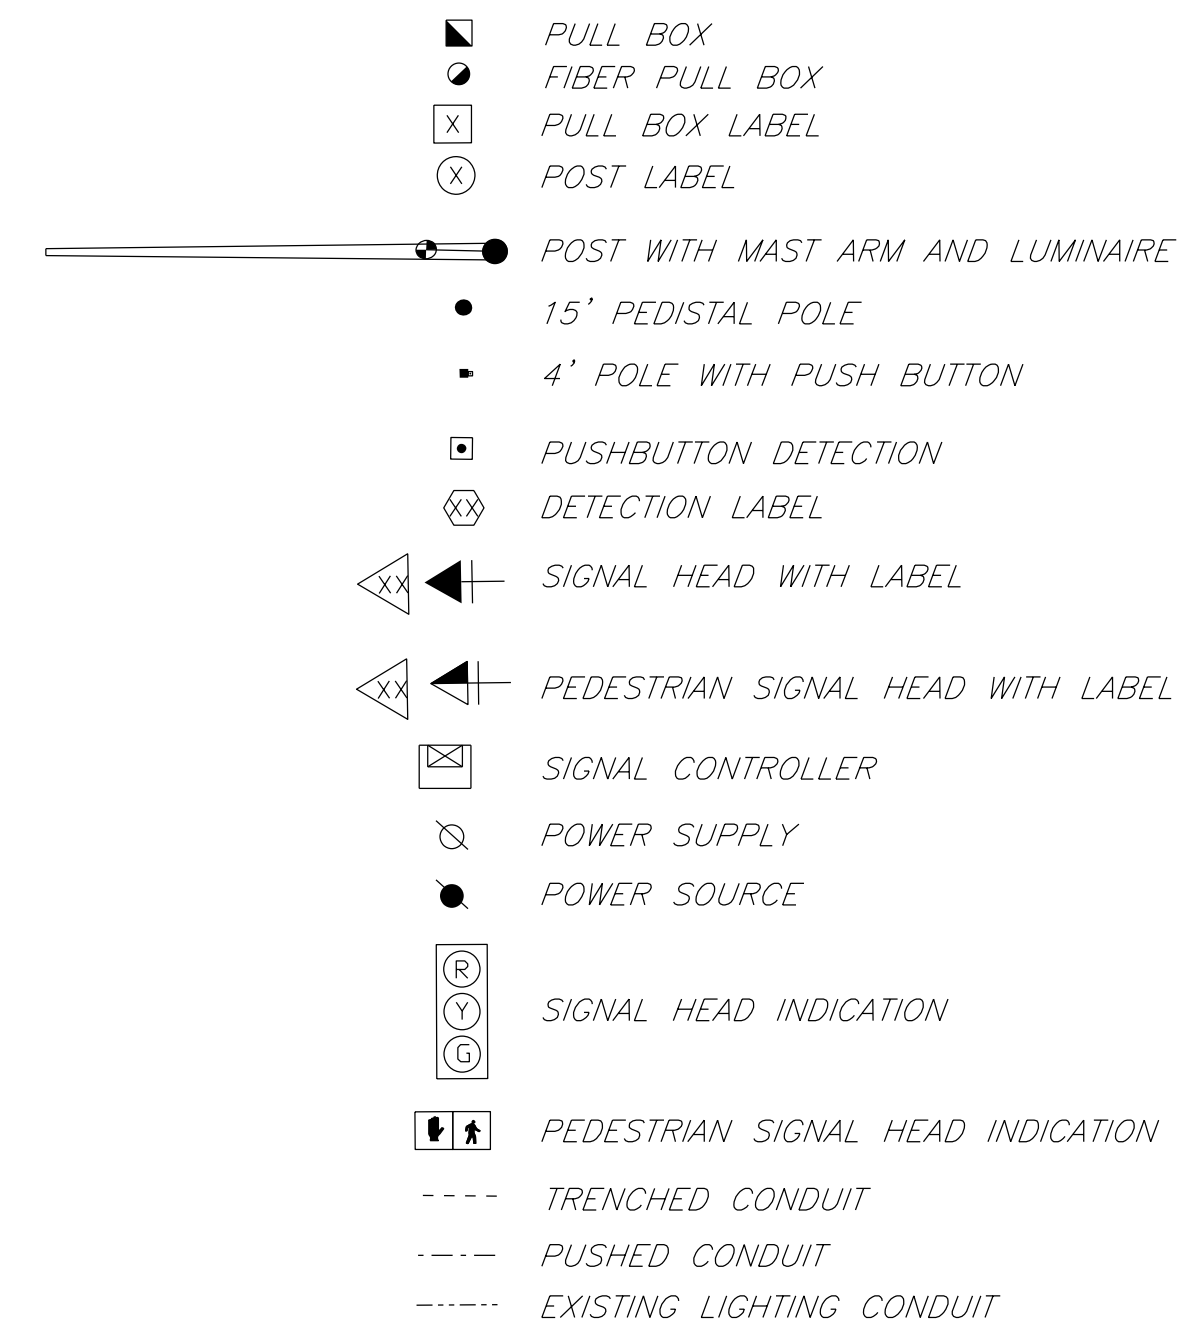 PULL BOX
FIBER PULL BOX
X PULL BOX LABEL
X POST LABEL
POST WITH MAST ARM AND LUMINAIRE
15' PEDISTAL POLE
4' POLE WITH PUSH BUTTON
PUSHBUTTON DETECTION
XX DETECTION LABEL
XX SIGNAL HEAD WITH LABEL
XX PEDESTRIAN SIGNAL HEAD WITH LABEL
SIGNAL CONTROLLER
POWER SUPPLY
POWER SOURCE
R
Y SIGNAL HEAD INDICATION
G
PEDESTRIAN SIGNAL HEAD INDICATION
TRENCHED CONDUIT
PUSHED CONDUIT
EXISTING LIGHTING CONDUIT